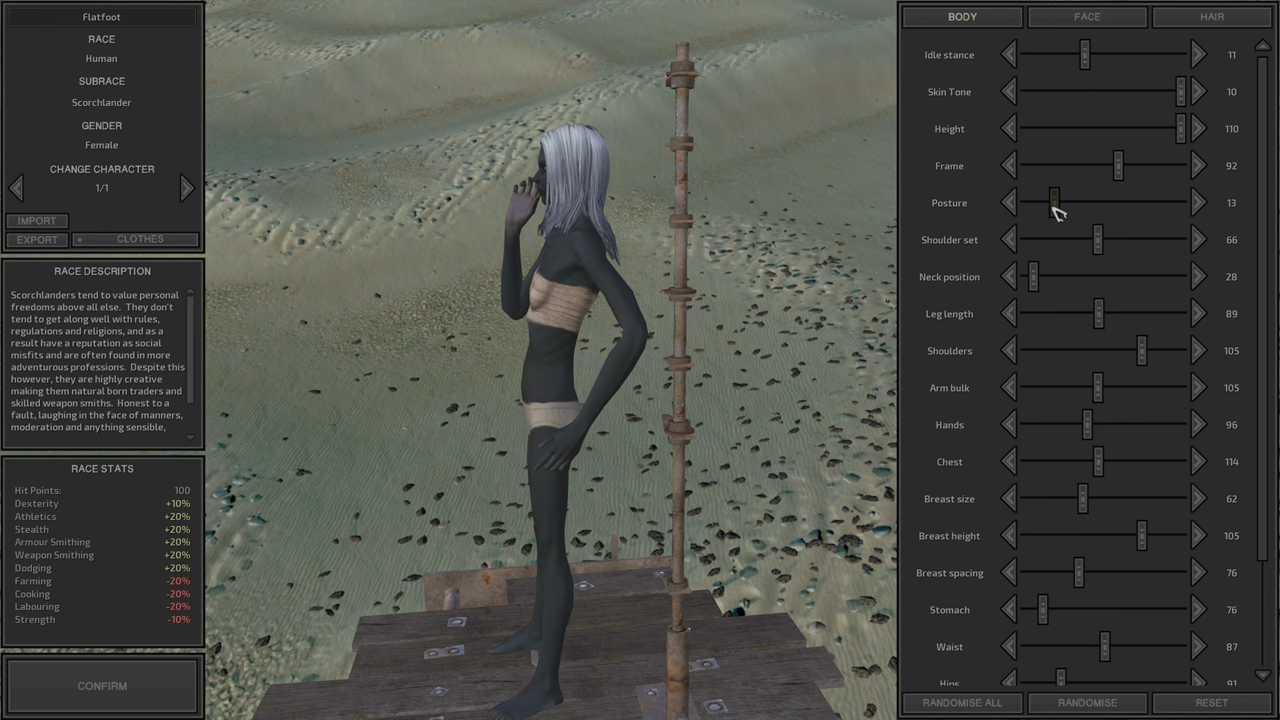 Flatfoot
RACE
Human
SUBRACE
Scorchlander
GENDER
Female
CHANGE CHARACTER
1/1
IMPORT
EXPORT
CLOTHES
RACE DESCRIPTION
Scorchlanders tend to value personal
freedoms above all else. They don't
tend to get along well with rules,
regulations and religions, and as a
result have a reputation as social
misfits and are often found in more
adventurous professions. Despite this
however, they are highly creative
making them natural born traders and
skilled weapon smiths. Honest to a
fault, laughing in the face of manners,
moderation and anything sensible,
RACE STATS
Hit Points: 100
Dexterity +10%
Athletics +20%
Stealth +20%
Armour Smithing +20%
Weapon Smithing +20%
Dodging +20%
Farming -20%
Cooking -20%
Labouring -20%
Strength -10%
CONFIRM
BODY FACE HAIR
Idle stance 11
Skin Tone 10
Height 110
Frame 92
Posture 13
Shoulder set 66
Neck position 28
Leg length 89
Shoulders 105
Arm bulk 105
Hands 96
Chest 114
Breast size 62
Breast height 105
Breast spacing 76
Stomach 76
Waist 87
Hips 91
RANDOMISE ALL RANDOMISE RESET